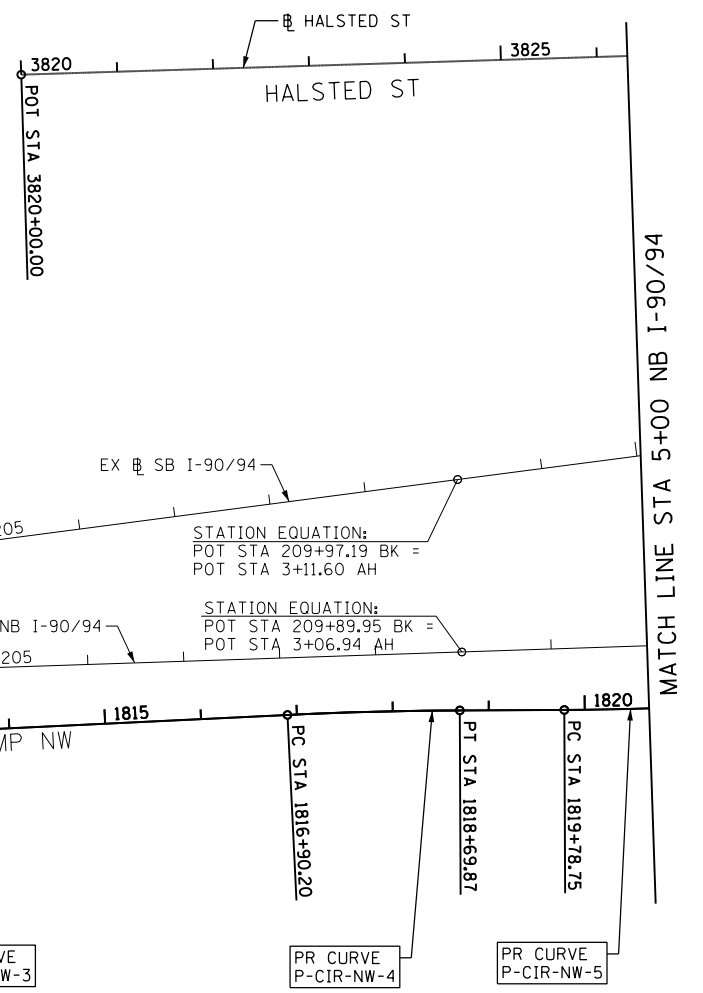 ℄ HALSTED ST
3820
3825
HALSTED ST
POT STA 3820+00.00
MATCH LINE STA 5+00 NB I-90/94
EX ℄ SB I-90/94
205
STATION EQUATION:
POT STA 209+97.19 BK =
POT STA 3+11.60 AH
STATION EQUATION:
POT STA 209+89.95 BK =
POT STA 3+06.94 AH
NB I-90/94
205
1815
1820
MP NW
PC STA 1816+90.20
PT STA 1818+69.87
PC STA 1819+78.75
VE
W-3
PR CURVE
P-CIR-NW-4
PR CURVE
P-CIR-NW-5